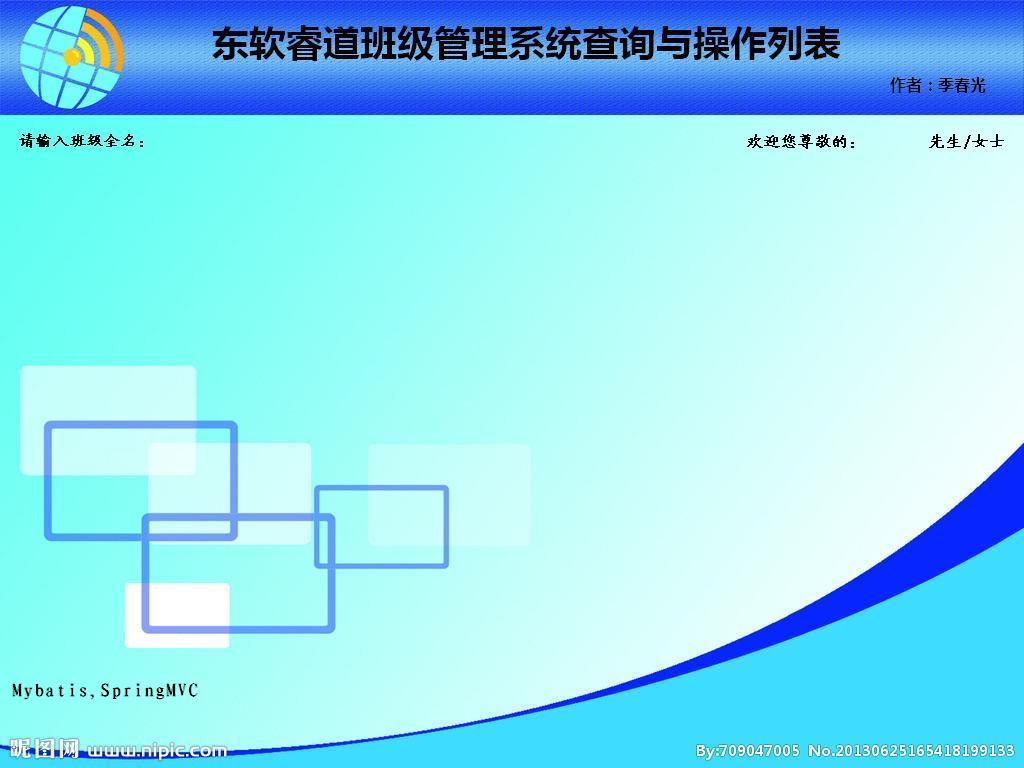 东软睿道班级管理系统查询与操作列表
作者：季春光
请输入班级全名：
欢迎您尊敬的： 先生/女士
Mybatis,SpringMVC
昵图网 www.nipic.com
By:709047005 No.20130625165418199133